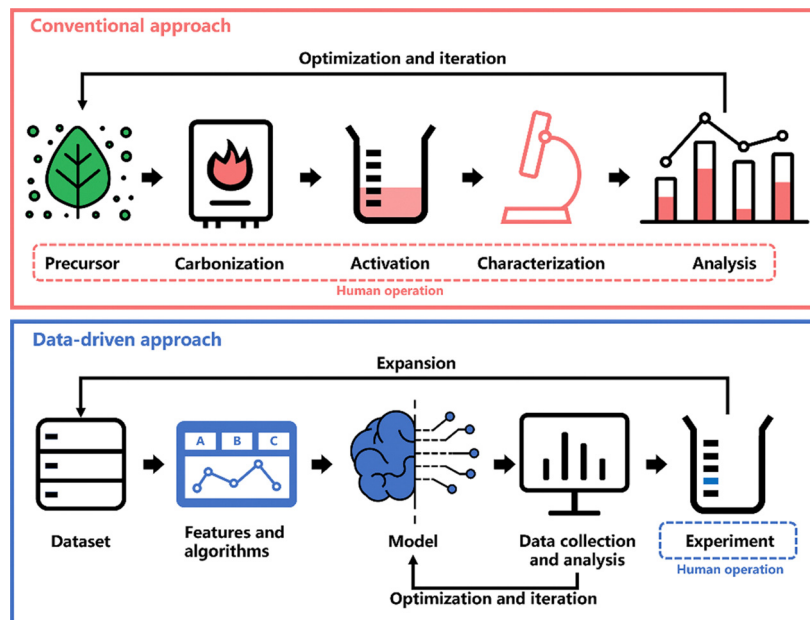 Conventional approach
Optimization and iteration
Precursor
Carbonization
Activation
Characterization
Analysis
Human operation
Data-driven approach
Expansion
A B C
Dataset
Features and
algorithms
Model
Data collection
and analysis
Experiment
Human operation
Optimization and iteration